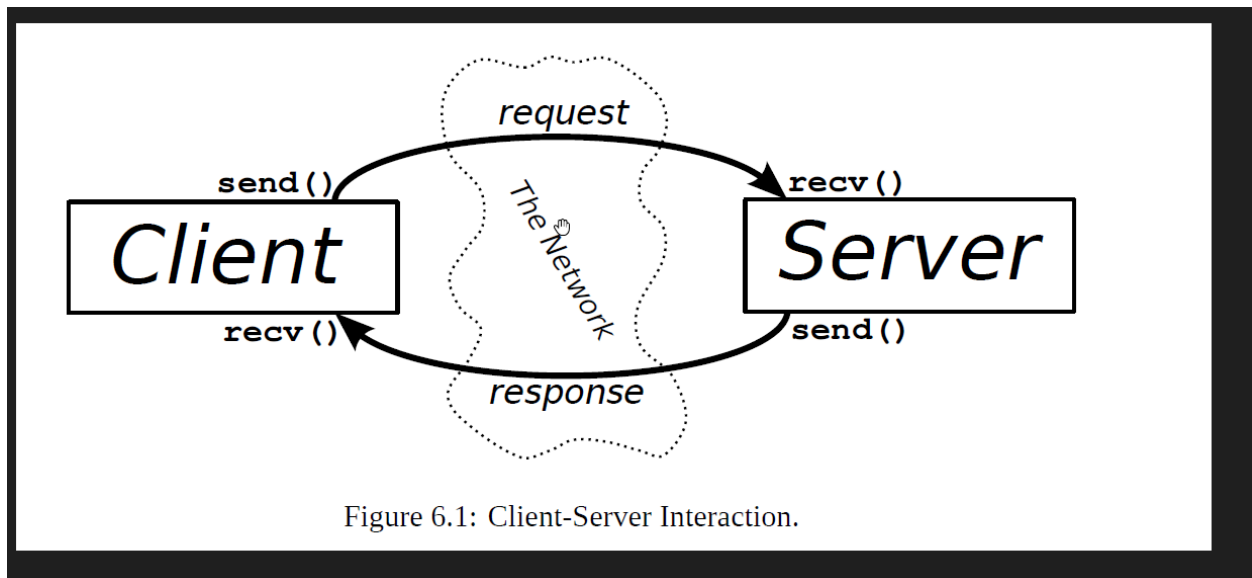 request
send()
recv()
The Network
Client
Server
recv()
send()
response
Figure 6.1: Client-Server Interaction.